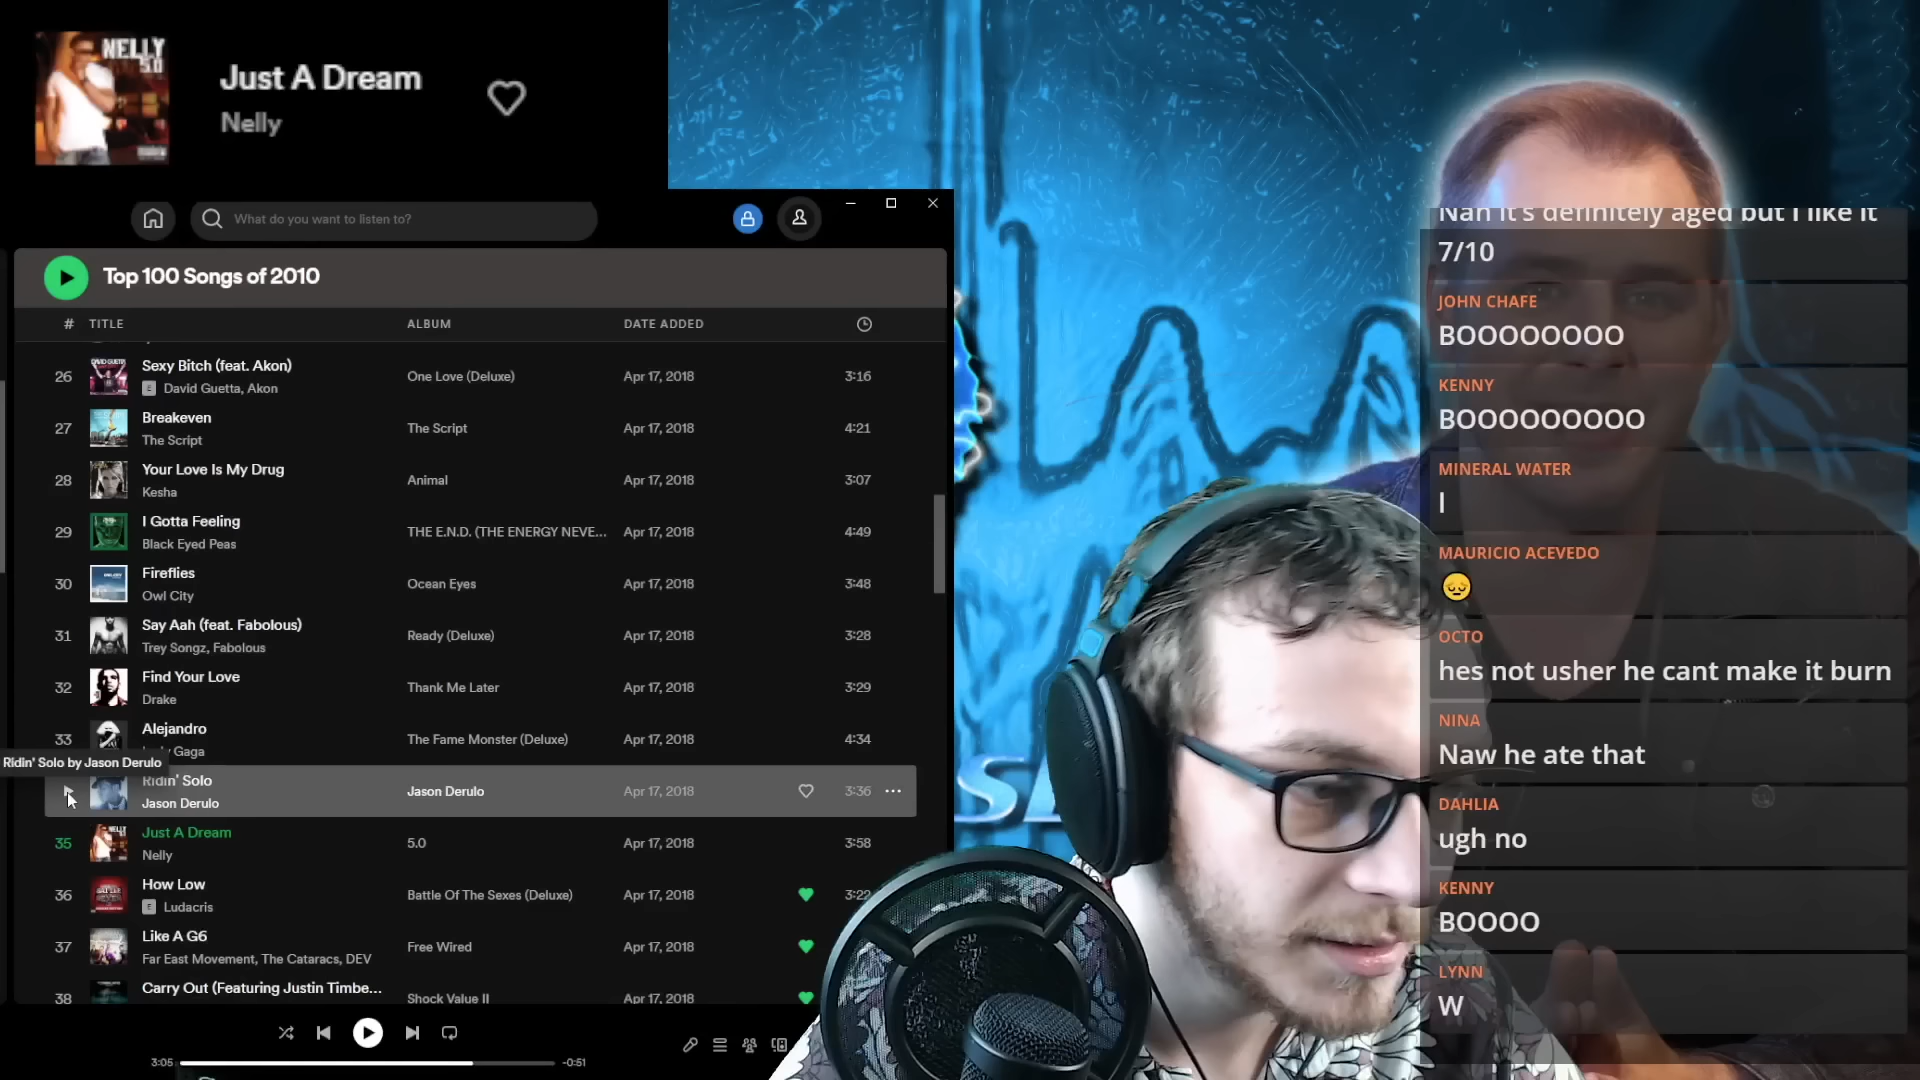 NELLY
5.0
Just A Dream
Nelly
What do you want to listen to?
Top 100 Songs of 2010
# TITLE ALBUM DATE ADDED
26 Sexy Bitch (feat. Akon) One Love (Deluxe) Apr 17, 2018 3:16
E David Guetta, Akon
27 Breakeven The Script Apr 17, 2018 4:21
The Script
28 Your Love Is My Drug Animal Apr 17, 2018 3:07
Kesha
29 I Gotta Feeling THE E.N.D. (THE ENERGY NEVE... Apr 17, 2018 4:49
Black Eyed Peas
30 Fireflies Ocean Eyes Apr 17, 2018 3:48
Owl City
31 Say Aah (feat. Fabolous) Ready (Deluxe) Apr 17, 2018 3:28
Trey Songz, Fabolous
32 Find Your Love Thank Me Later Apr 17, 2018 3:29
Drake
33 Alejandro The Fame Monster (Deluxe) Apr 17, 2018 4:34
Gaga
Ridin' Solo by Jason Derulo
Ridin' Solo Jason Derulo Apr 17, 2018 3:36
Jason Derulo
35 Just A Dream 5.0 Apr 17, 2018 3:58
Nelly
36 How Low Battle Of The Sexes (Deluxe) Apr 17, 2018 3:22
E Ludacris
37 Like A G6 Free Wired Apr 17, 2018
Far East Movement, The Cataracs, DEV
38 Carry Out (Featuring Justin Timbe... Shock Value II Apr 17, 2018
3:05 -0:51
Nah it's definitely aged but I like it
7/10
JOHN CHAFE
BOOOOOOOO
KENNY
BOOOOOOOOO
MINERAL WATER
l
MAURICIO ACEVEDO
😔
OCTO
hes not usher he cant make it burn
NINA
Naw he ate that
DAHLIA
ugh no
KENNY
BOOOO
LYNN
W